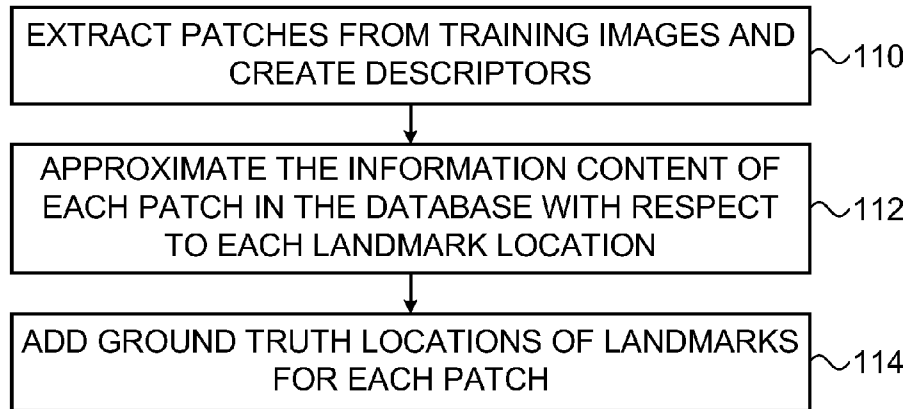 EXTRACT PATCHES FROM TRAINING IMAGES AND
CREATE DESCRIPTORS
110
APPROXIMATE THE INFORMATION CONTENT OF
EACH PATCH IN THE DATABASE WITH RESPECT
TO EACH LANDMARK LOCATION
112
ADD GROUND TRUTH LOCATIONS OF LANDMARKS
FOR EACH PATCH
114